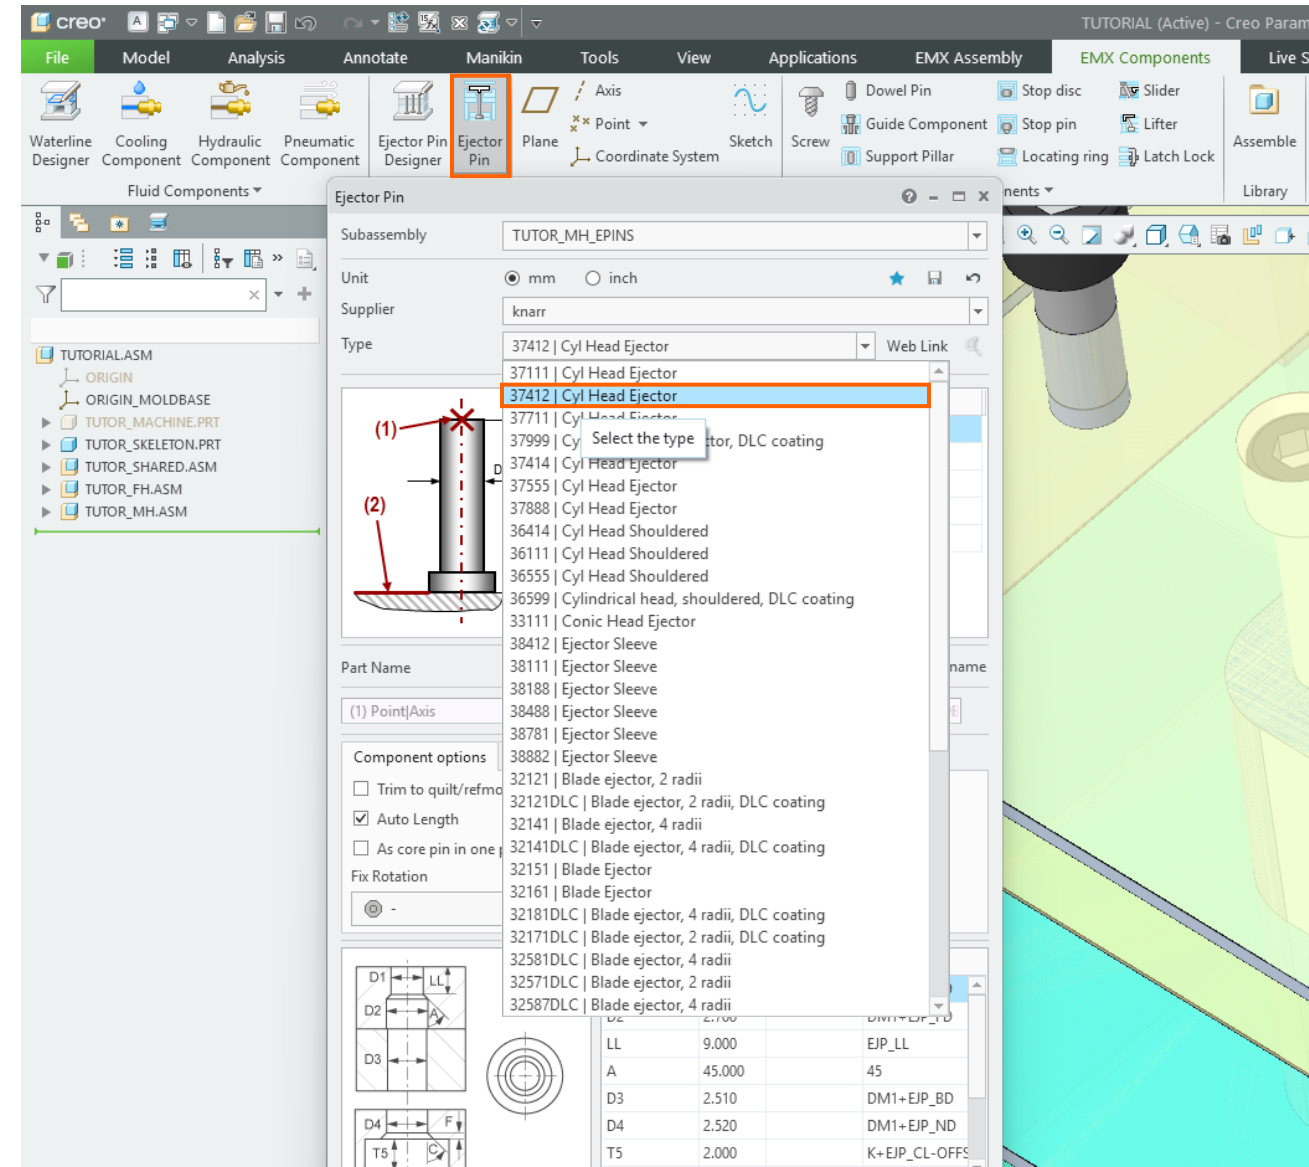 creo
TUTORIAL (Active) - Creo Param
File Model Analysis Annotate Manikin Tools View Applications EMX Assembly EMX Components Live S
Waterline Designer
Cooling Component
Hydraulic Component
Pneumatic Component
Ejector Pin Designer
Ejector Pin
Plane
Axis
Point
Coordinate System
Sketch
Screw
Dowel Pin
Guide Component
Support Pillar
Stop disc
Stop pin
Locating ring
Slider
Lifter
Latch Lock
Assemble
Fluid Components
nents
Library
Ejector Pin
Subassembly TUTOR_MH_EPINS
Unit mm inch
Supplier knarr
Type 37412 | Cyl Head Ejector Web Link
TUTORIAL.ASM
ORIGIN
ORIGIN_MOLDBASE
TUTOR_MACHINE.PRT
TUTOR_SKELETON.PRT
TUTOR_SHARED.ASM
TUTOR_FH.ASM
TUTOR_MH.ASM
37111 | Cyl Head Ejector
37412 | Cyl Head Ejector
37711 | Cyl Head Ejector
Select the type
37999 | Cy tor, DLC coating
37414 | Cyl Head Ejector
37555 | Cyl Head Ejector
37888 | Cyl Head Ejector
36414 | Cyl Head Shouldered
36111 | Cyl Head Shouldered
36555 | Cyl Head Shouldered
36599 | Cylindrical head, shouldered, DLC coating
33111 | Conic Head Ejector
38412 | Ejector Sleeve
38111 | Ejector Sleeve
38188 | Ejector Sleeve
38488 | Ejector Sleeve
38781 | Ejector Sleeve
38882 | Ejector Sleeve
32121 | Blade ejector, 2 radii
32121DLC | Blade ejector, 2 radii, DLC coating
32141 | Blade ejector, 4 radii
32141DLC | Blade ejector, 4 radii, DLC coating
32151 | Blade Ejector
32161 | Blade Ejector
32181DLC | Blade ejector, 4 radii, DLC coating
32171DLC | Blade ejector, 2 radii, DLC coating
32581DLC | Blade ejector, 4 radii
32571DLC | Blade ejector, 2 radii
32587DLC | Blade ejector, 4 radii
(1)
D
(2)
Part Name name
(1) Point|Axis
Component options
Trim to quilt/refmo
Auto Length
As core pin in one p
Fix Rotation
-
D1 LL
D2 A
D3
D4 F
T5 C
D2 2.700 DM1+EJP_FD
LL 9.000 EJP_LL
A 45.000 45
D3 2.510 DM1+EJP_BD
D4 2.520 DM1+EJP_ND
T5 2.000 K+EJP_CL-OFFS